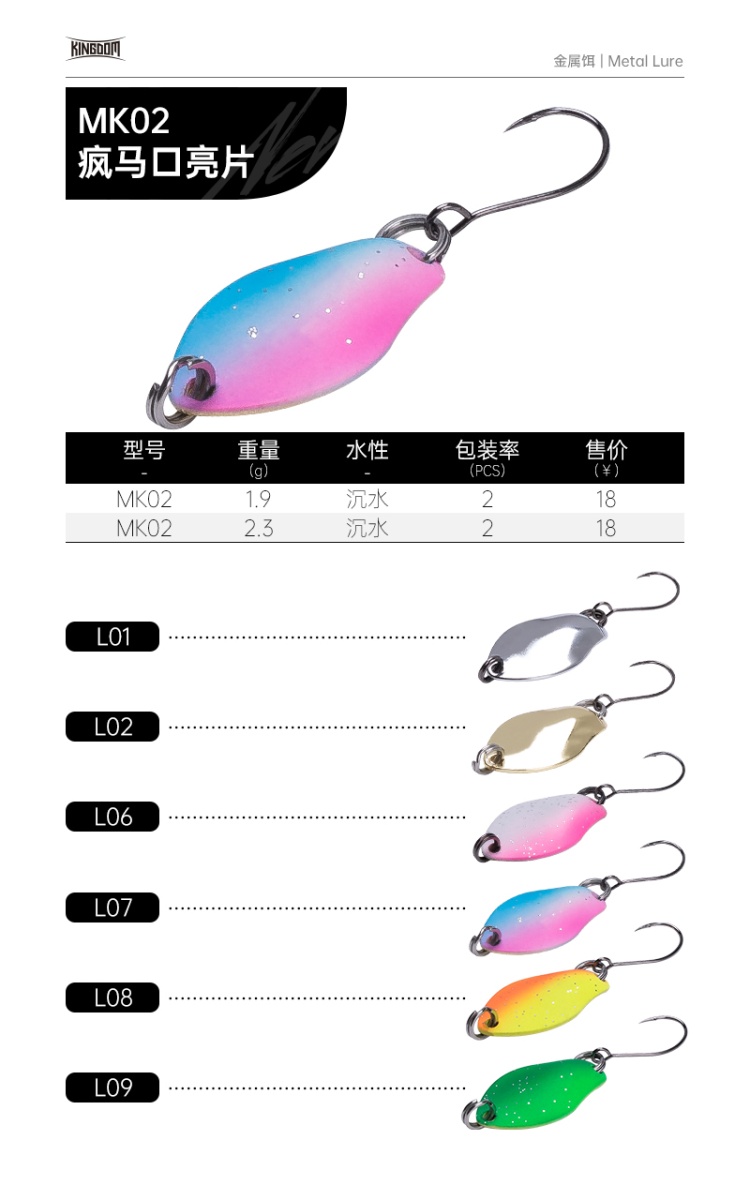 KINGDOM
金属饵 | Metal Lure
MK02
疯马口亮片
型号 重量 水性 包装率 售价
- (g) - (PCS) (¥)
MK02 1.9 沉水 2 18
MK02 2.3 沉水 2 18
L01
L02
L06
L07
L08
L09